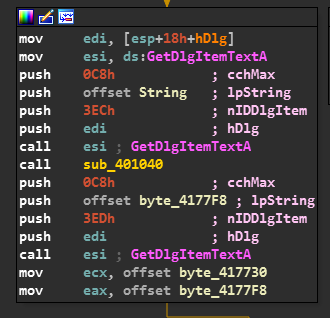 mov edi, [esp+18h+hDlg]
mov esi, ds:GetDlgItemTextA
push 0C8h ; cchMax
push offset String ; lpString
push 3ECh ; nIDDlgItem
push edi ; hDlg
call esi ; GetDlgItemTextA
call sub_401040
push 0C8h ; cchMax
push offset byte_4177F8 ; lpString
push 3EDh ; nIDDlgItem
push edi ; hDlg
call esi ; GetDlgItemTextA
mov ecx, offset byte_417730
mov eax, offset byte_4177F8